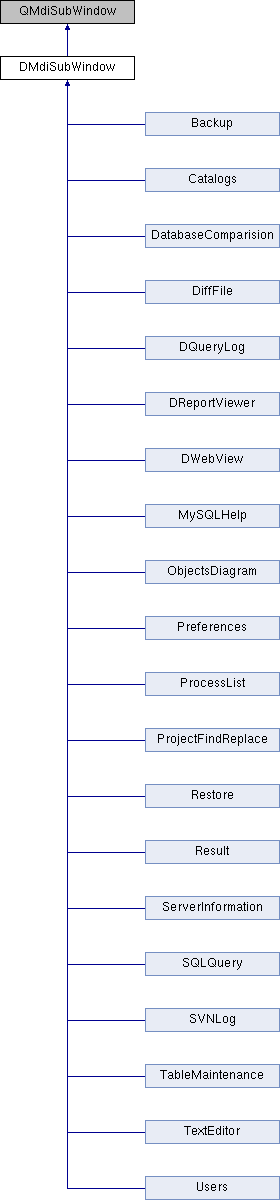 QMdiSubWindow
DMdiSubWindow
Backup
Catalogs
DatabaseComparision
DiffFile
DQueryLog
DReportViewer
DWebView
MySQLHelp
ObjectsDiagram
Preferences
ProcessList
ProjectFindReplace
Restore
Result
ServerInformation
SQLQuery
SVNLog
TableMaintenance
TextEditor
Users